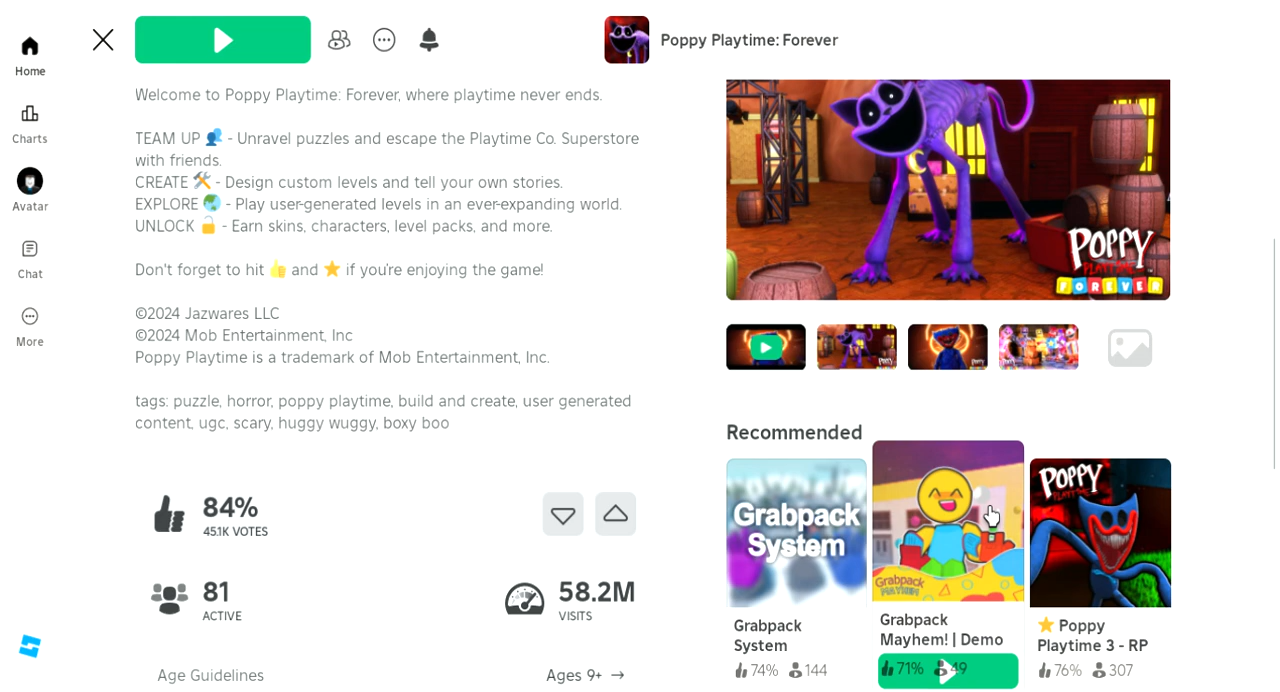 Poppy Playtime: Forever
Home
Charts
Avatar
Chat
More
Welcome to Poppy Playtime: Forever, where playtime never ends.
TEAM UP 👥 - Unravel puzzles and escape the Playtime Co. Superstore
with friends.
CREATE 🛠️ - Design custom levels and tell your own stories.
EXPLORE 🌏 - Play user-generated levels in an ever-expanding world.
UNLOCK 🔓 - Earn skins, characters, level packs, and more.
Don't forget to hit 👍 and ⭐ if you're enjoying the game!
©2024 Jazwares LLC
©2024 Mob Entertainment, Inc
Poppy Playtime is a trademark of Mob Entertainment, Inc.
tags: puzzle, horror, poppy playtime, build and create, user generated
content, ugc, scary, huggy wuggy, boxy boo
84%
45.1K VOTES
81
ACTIVE
58.2M
VISITS
Age Guidelines
Ages 9+ →
POPPY
PLAYTIME
FOREVER
Recommended
Grabpack
System
Grabpack
System
74% 144
Grabpack
MAYHEM!
Grabpack
Mayhem! | Demo
71% 49
POPPY
PLAYTIME
⭐ Poppy
Playtime 3 - RP
76% 307